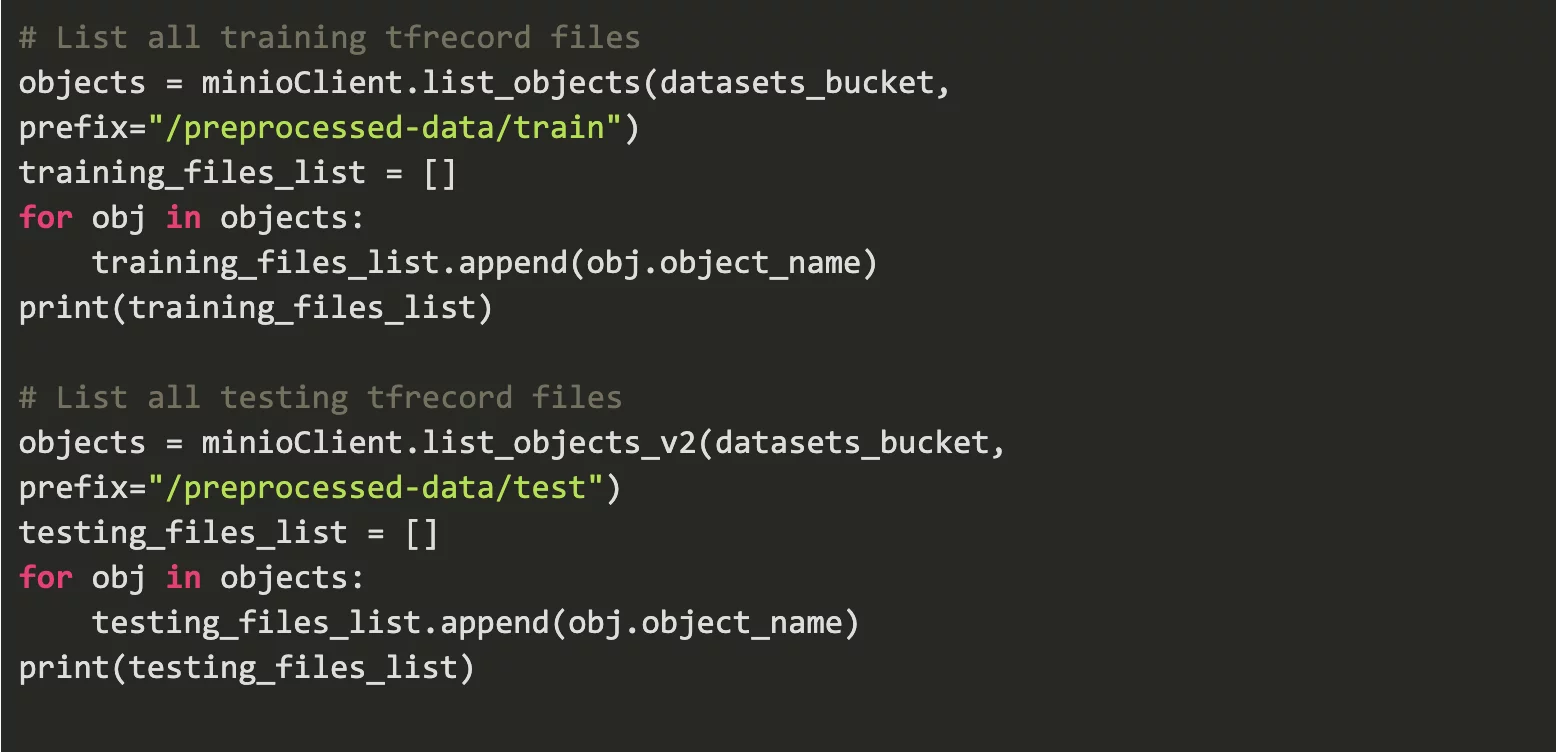 # List all training tfrecord files
objects = minioClient.list_objects(datasets_bucket,
prefix="/preprocessed-data/train")
training_files_list = []
for obj in objects:
    training_files_list.append(obj.object_name)
print(training_files_list)

# List all testing tfrecord files
objects = minioClient.list_objects_v2(datasets_bucket,
prefix="/preprocessed-data/test")
testing_files_list = []
for obj in objects:
    testing_files_list.append(obj.object_name)
print(testing_files_list)